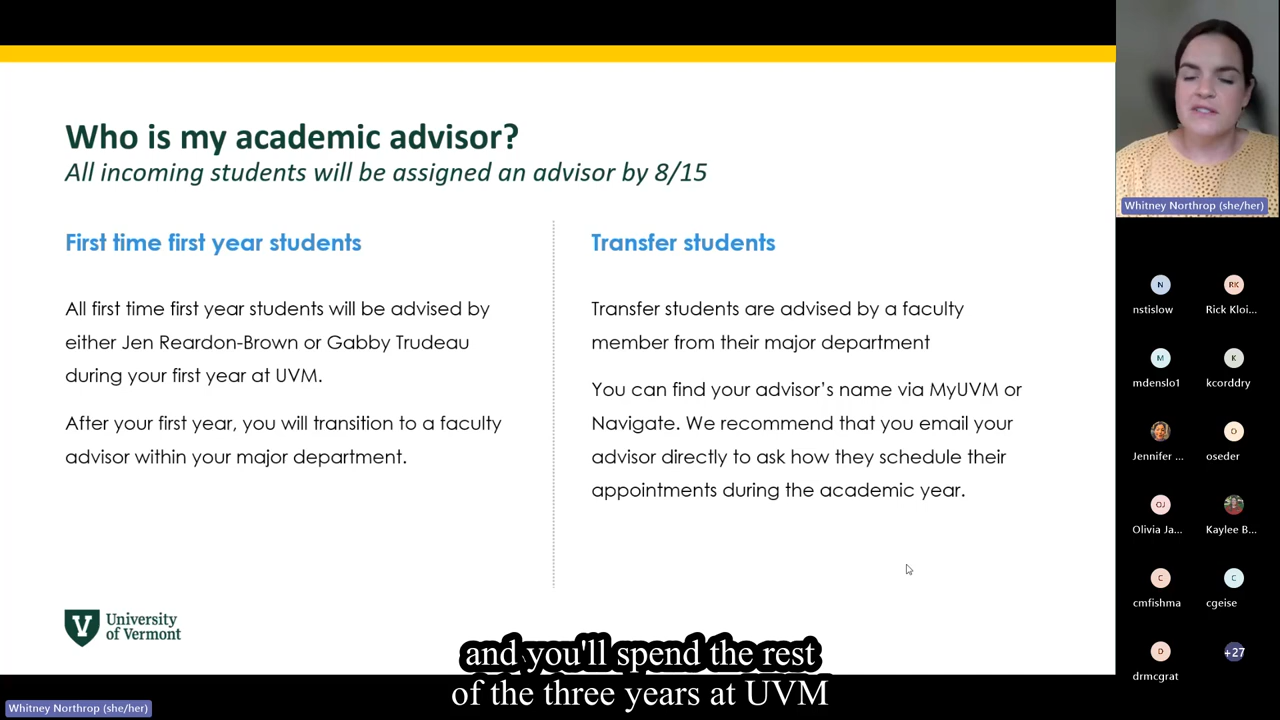 Who is my academic advisor?
All incoming students will be assigned an advisor by 8/15
First time first year students
All first time first year students will be advised by
either Jen Reardon-Brown or Gabby Trudeau
during your first year at UVM.
After your first year, you will transition to a faculty
advisor within your major department.
Transfer students
Transfer students are advised by a faculty
member from their major department
You can find your advisor's name via MyUVM or
Navigate. We recommend that you email your
advisor directly to ask how they schedule their
appointments during the academic year.
V
University
of Vermont
and you'll spend the rest
of the three years at UVM
Whitney Northrop (she/her)
Whitney Northrop (she/her)
N
RK
nstislow
Rick Kloi...
M
K
mdenslo1
kcorddry
O
Jennifer ...
oseder
OJ
Olivia Ja...
Kaylee B...
C
C
cmfishma
cgeise
D
+27
drmcgrat